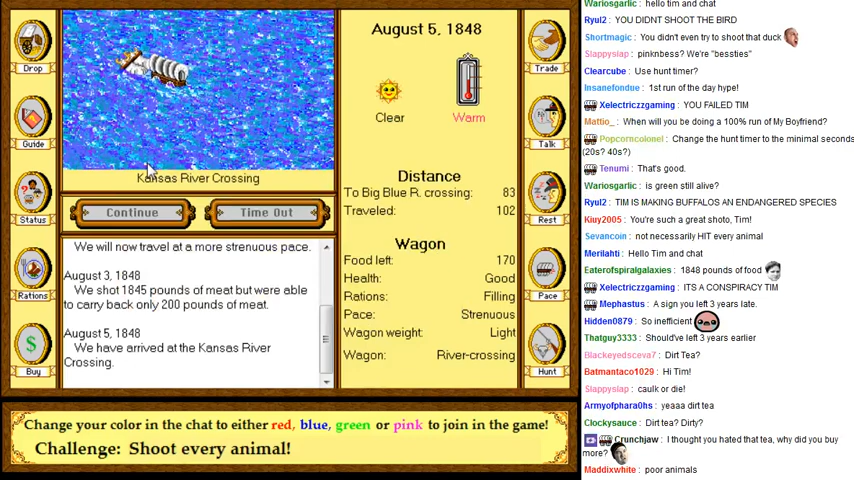 Drop
Guide
Status
Rations
Buy
Kansas River Crossing
Continue
Time Out
We will now travel at a more strenuous pace.
August 3, 1848
We shot 1845 pounds of meat but were able
to carry back only 200 pounds of meat.
August 5, 1848
We have arrived at the Kansas River
Crossing.
August 5, 1848
Clear
Warm
Distance
To Big Blue R. crossing: 83
Traveled: 102
Wagon
Food left: 170
Health: Good
Rations: Filling
Pace: Strenuous
Wagon weight: Light
Wagon: River-crossing
Trade
Talk
Rest
Pace
Hunt
Change your color in the chat to either red, blue, green or pink to join in the game!
Challenge: Shoot every animal!
Wariosgarlic: hello tim and chat
Ryul2: YOU DIDNT SHOOT THE BIRD
Shortmagic: You didn't even try to shoot that duck
Slappyslap: pinknbess? We're "bessties"
Clearcube: Use hunt timer?
Insanefondue: 1st run of the day hype!
Xelectriczzgaming: YOU FAILED TIM
Mattio_: When will you be doing a 100% run of My Boyfriend?
Popcorncolonel: Change the hunt timer to the minimal seconds
(20s? 40s?)
Tenumi: That's good.
Wariosgarlic: is green still alive?
Ryul2: TIM IS MAKING BUFFALOS AN ENDANGERED SPECIES
Kiuy2005: You're such a great shoto, Tim!
Sevancoin: not necessarily HIT every animal
Merilahti: Hello Tim and chat
Eaterofspiralgalaxies: 1848 pounds of food
Xelectriczzgaming: ITS A CONSPIRACY TIM
Mephastus: A sign you left 3 years late.
Hidden0879: So inefficient
Thatguy3333: Should've left 3 years earlier
Blackeyedsceva7: Dirt Tea?
Batmantaco1029: Hi Tim!
Slappyslap: caulk or die!
Armyofphara0hs: yeaaa dirt tea
Clockysauce: Dirt tea? Dirty?
Crunchjaw: I thought you hated that tea, why did you buy
more?
Maddixwhite: poor animals